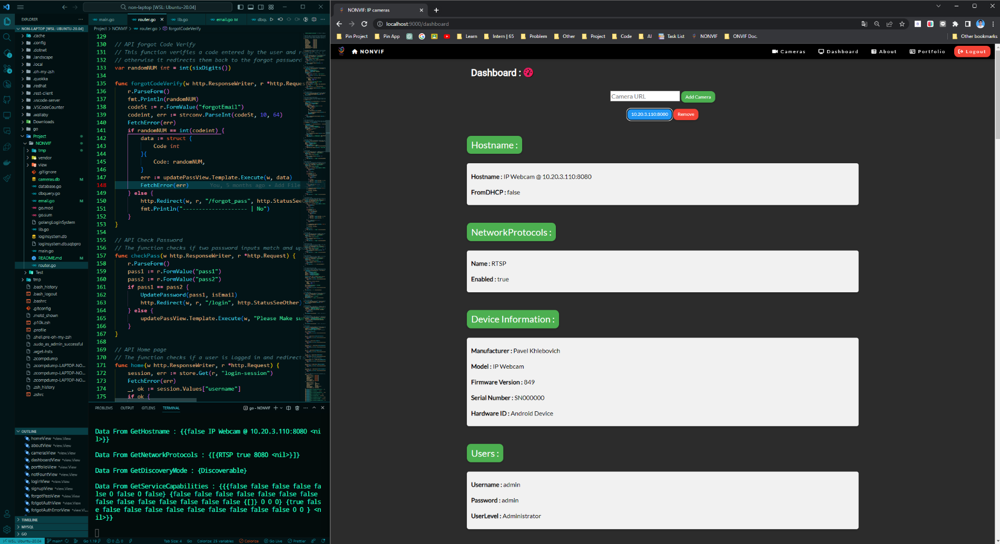 non-laptop [WSL: Ubuntu-20.04]
EXPLORER
NON-LAPTOP [WSL: UBUNTU-20.04]
.cache
.config
.dotnet
.landscape
.local
.oh-my-zsh
.quokka
.redhat
.rest-client
.vscode-server
.VSCodeCounter
.wallaby
Downloads
go
Project
NONVIF
tmp
vendor
view
.gitignore
cameras.db M
database.go
dbquery.go
email.go M
go.mod
go.sum
golangLoginSystem
lib.go
loginsystem.db
loginsystem.db.sqbpro
main.go
README.md M
router.go
Test
tmp
.bash_history
.bash_logout
.bashrc
.gitconfig
.motd_shown
.p10k.zsh
.profile
.shell.pre-oh-my-zsh
.sudo_as_admin_successful
.wget-hsts
.zcompdump
.zcompdump-LAPTOP-NO...
.zcompdump-LAPTOP-NO...
.zcompdump-LAPTOP-NO...
.zsh_history
.zshrc
OUTLINE
homeView *view.View
aboutView *view.View
camerasView *view.View
dashboardView *view.View
portfolioView *view.View
notFountView *view.View
loginView *view.View
signupView *view.View
forgotPassView *view.View
fotgotAuthView *view.View
fotgotAuthErrorView *view.Vi...
TIMELINE
MYSQL
GO
main.go router.go lib.go email.go M dbqu
Project > NONVIF > router.go > forgotCodeVerify
129
130 // API forgot Code Verify
131 // This function verifies a code entered by the user and redirect
132 // otherwise it redirects them back to the forgot password
133 var randomNUM int = int(sixDigits())
134
135 func forgotCodeVerify(w http.ResponseWriter, r *http.Reques
136 r.ParseForm()
137 fmt.Println(randomNUM)
138 codeSt := r.FormValue("forgotEmail")
139 codeint, err := strconv.ParseInt(codeSt, 10, 64)
140 FetchError(err)
141 if randomNUM == int(codeint) {
142 data := struct {
143 Code int
144 }{
145 Code: randomNUM,
146 }
147 err := updatePassView.Template.Execute(w, data)
148 FetchError(err) You, 5 months ago • Add File
149 } else {
150 http.Redirect(w, r, "/forgot_pass", http.StatusSeeO
151 fmt.Println("------------------- | No")
152 }
153 }
154
155 // API Check Password
156 // The function checks if two password inputs match and up
157 func checkPass(w http.ResponseWriter, r *http.Request) {
158 r.ParseForm()
159 pass1 := r.FormValue("pass1")
160 pass2 := r.FormValue("pass2")
161 if pass1 == pass2 {
162 UpdatePassword(pass1, isEmail)
163 http.Redirect(w, r, "/login", http.StatusSeeOther)
164 } else {
165 updatePassView.Template.Execute(w, "Please Make su
166 }
167 }
168
169 // API Home page
170 // The function checks if a user is Logged in and redirects
171 func home(w http.ResponseWriter, r *http.Request) {
172 session, err := store.Get(r, "login-session")
173 FetchError(err)
174 _, ok := session.Values["username"]
175 if ok {
PROBLEMS OUTPUT GITLENS TERMINAL go - NONVIF
Data From GetHostname : {{false IP Webcam @ 10.20.3.110:8080 <ni
l>}}
Data From GetNetworkProtocols : {[{RTSP true 8080 <nil>}]}
Data From GetDiscoveryMode : {Discoverable}
Data From GetServiceCapabilities : {{{false false false false fa
lse 0 false 0 false} {false false false false false false false
false false false false false false false {[]} 0 0 0} {true fals
e false false false false false false false false false 0 0 } <n
il>}}
WSL: Ubuntu-20.04 main* Go 1.19 0 0 Tab Size: 4 Go Colorize: 25 variables Colorize Go Live Prettier
NONVIF: IP cameras
localhost:9000/dashboard
Pin Project Pin App Learn Intern | 65 Problem Other Project Code AI Task List NONVIF ONVIF Doc. Other bookmarks
NONVIF Cameras Dashboard About Portfolio Logout
Dashboard :
Camera URL Add Camera
10.20.3.110:8080 Remove
Hostname :
Hostname : IP Webcam @ 10.20.3.110:8080
FromDHCP : false
NetworkProtocols :
Name : RTSP
Enabled : true
Device Information :
Manufacturer : Pavel Khlebovich
Model : IP Webcam
Firmware Version : 849
Serial Number : SN000000
Hardware ID : Android Device
Users :
Username : admin
Password : admin
UserLevel : Administrator